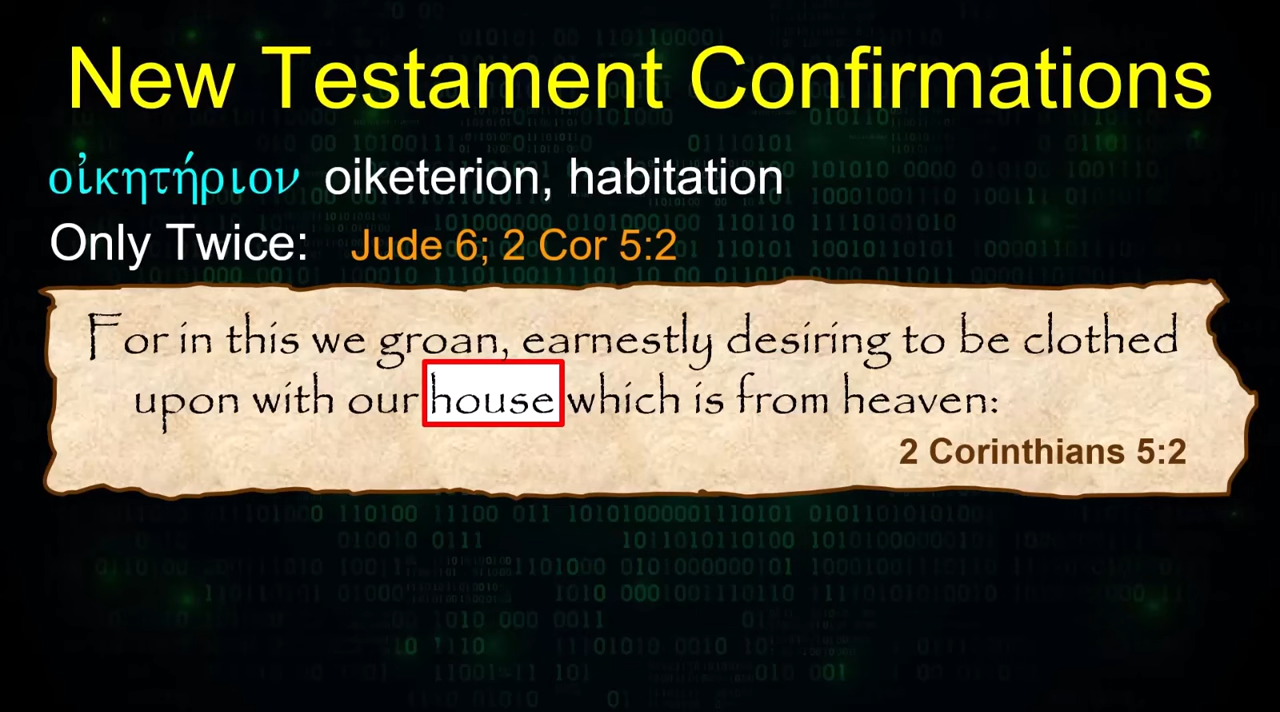 New Testament Confirmations
οἰκητήριον oiketerion, habitation
Only Twice: Jude 6; 2 Cor 5:2
For in this we groan, earnestly desiring to be clothed
upon with our house which is from heaven:
2 Corinthians 5:2